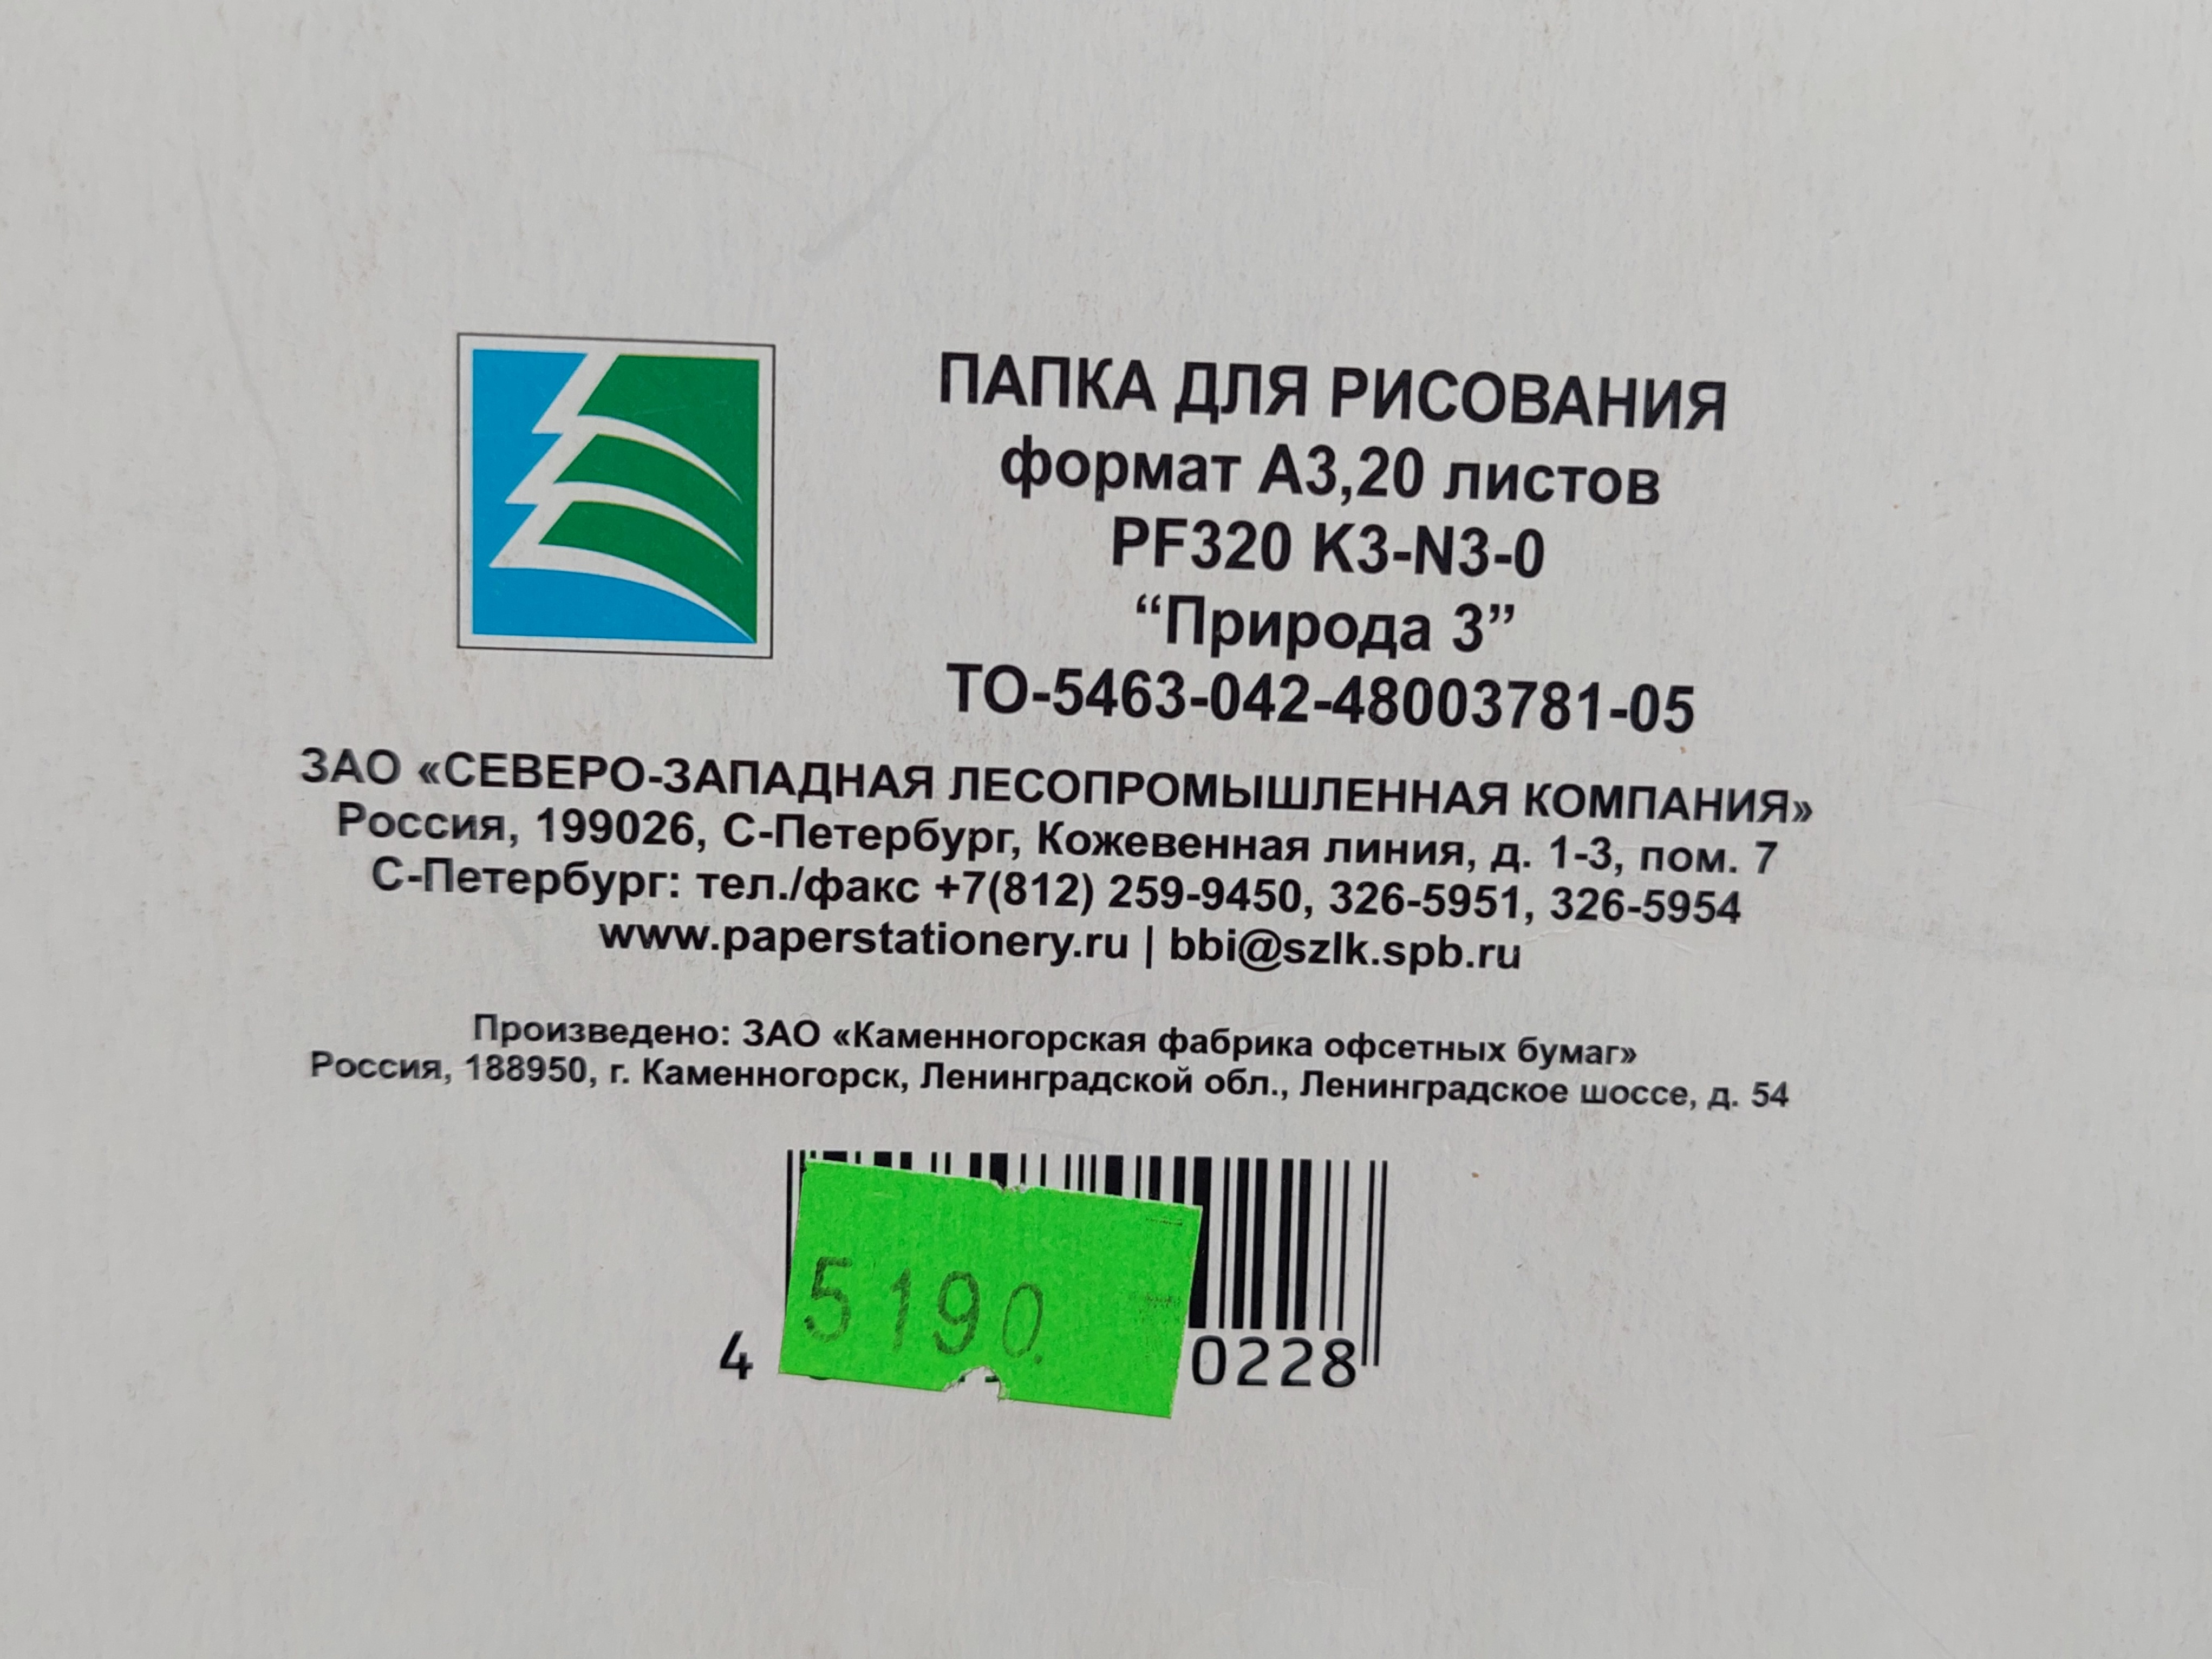 ПАПКА ДЛЯ РИСОВАНИЯ
формат А3,20 листов
PF320 K3-N3-0
“Природа 3”
ТО-5463-042-48003781-05
ЗАО «СЕВЕРО-ЗАПАДНАЯ ЛЕСОПРОМЫШЛЕННАЯ КОМПАНИЯ»
Россия, 199026, С-Петербург, Кожевенная линия, д. 1-3, пом. 7
С-Петербург: тел./факс +7(812) 259-9450, 326-5951, 326-5954
www.paperstationery.ru | bbi@szlk.spb.ru
Произведено: ЗАО «Каменногорская фабрика офсетных бумаг»
Россия, 188950, г. Каменногорск, Ленинградской обл., Ленинградское шоссе, д. 54
5190.
4 0228